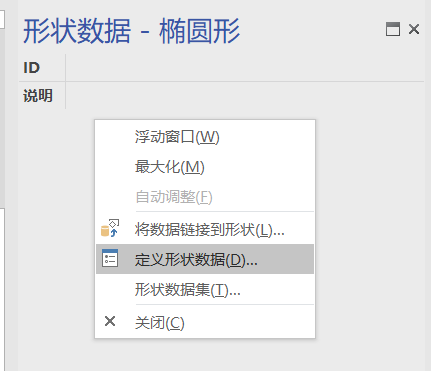 形状数据 - 椭圆形
ID
说明
浮动窗口(W)
最大化(M)
自动调整(F)
将数据链接到形状(L)...
定义形状数据(D)...
形状数据集(T)...
关闭(C)